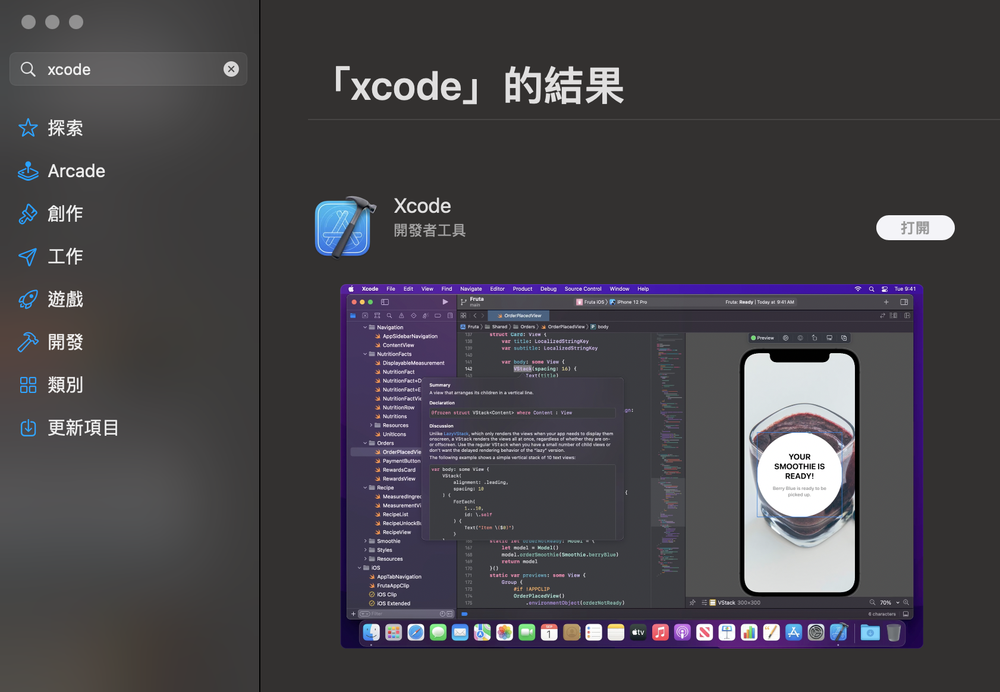 xcode
探索
Arcade
創作
工作
遊戲
開發
類別
更新項目
「xcode」的結果
Xcode
開發者工具
打開
Xcode File Edit View Find Navigate Editor Product Debug Source Control Window Help
Tue 9:41
Fruta
main
Fruta iOS 〉 iPhone 12 Pro
Fruta: Ready | Today at 9:41 AM
OrderPlacedView
Fruta 〉 Shared 〉 Orders 〉 OrderPlacedView 〉 P body
Navigation
AppSidebarNavigation
ContentView
NutritionFacts
DisplayableMeasurement
NutritionFact
NutritionFact+D
NutritionFact+E
NutritionFactVie
NutritionRow
Nutritions
Resources
UnitIcons
Orders
OrderPlacedVie
PaymentButton
RewardsCard
RewardsView
Recipe
MeasuredIngred
MeasurementVi
RecipeList
RecipeUnlockBu
RecipeView
Smoothie
Styles
Resources
iOS
AppTabNavigation
FrutaAppClip
iOS Clip
iOS Extended
Filter
137 struct Card: View {
138 var title: LocalizedStringKey
139 var subtitle: LocalizedStringKey
140
141 var body: some View {
142 VStack(spacing: 16) {
143 Text(title)
gn:
{
Summary
A view that arranges its children in a vertical line.
Declaration
@frozen struct VStack<Content> where Content : View
Discussion
Unlike LazyVStack, which only renders the views when your app needs to display them
onscreen, a VStack renders the views all at once, regardless of whether they are on-
or offscreen. Use the regular VStack when you have a small number of child views or
don't want the delayed rendering behavior of the "lazy" version.
The following example shows a simple vertical stack of 10 text views:
var body: some View {
VStack(
alignment: .leading,
spacing: 10
) {
ForEach(
1...10,
id: \.self
) {
Text("Item \($0)")
}
166 static let orderNotReady: Model = {
167 let model = Model()
168 model.orderSmoothie(Smoothie.berryBlue)
169 return model
170 }()
171 static var previews: some View {
172 Group {
173 #if !APPCLIP
174 OrderPlacedView()
175 .environmentObject(orderNotReady)
Preview
YOUR
SMOOTHIE IS
READY!
Berry Blue is ready to be
picked up.
VStack 300×300
70%
6 characters
SEP
1
tv